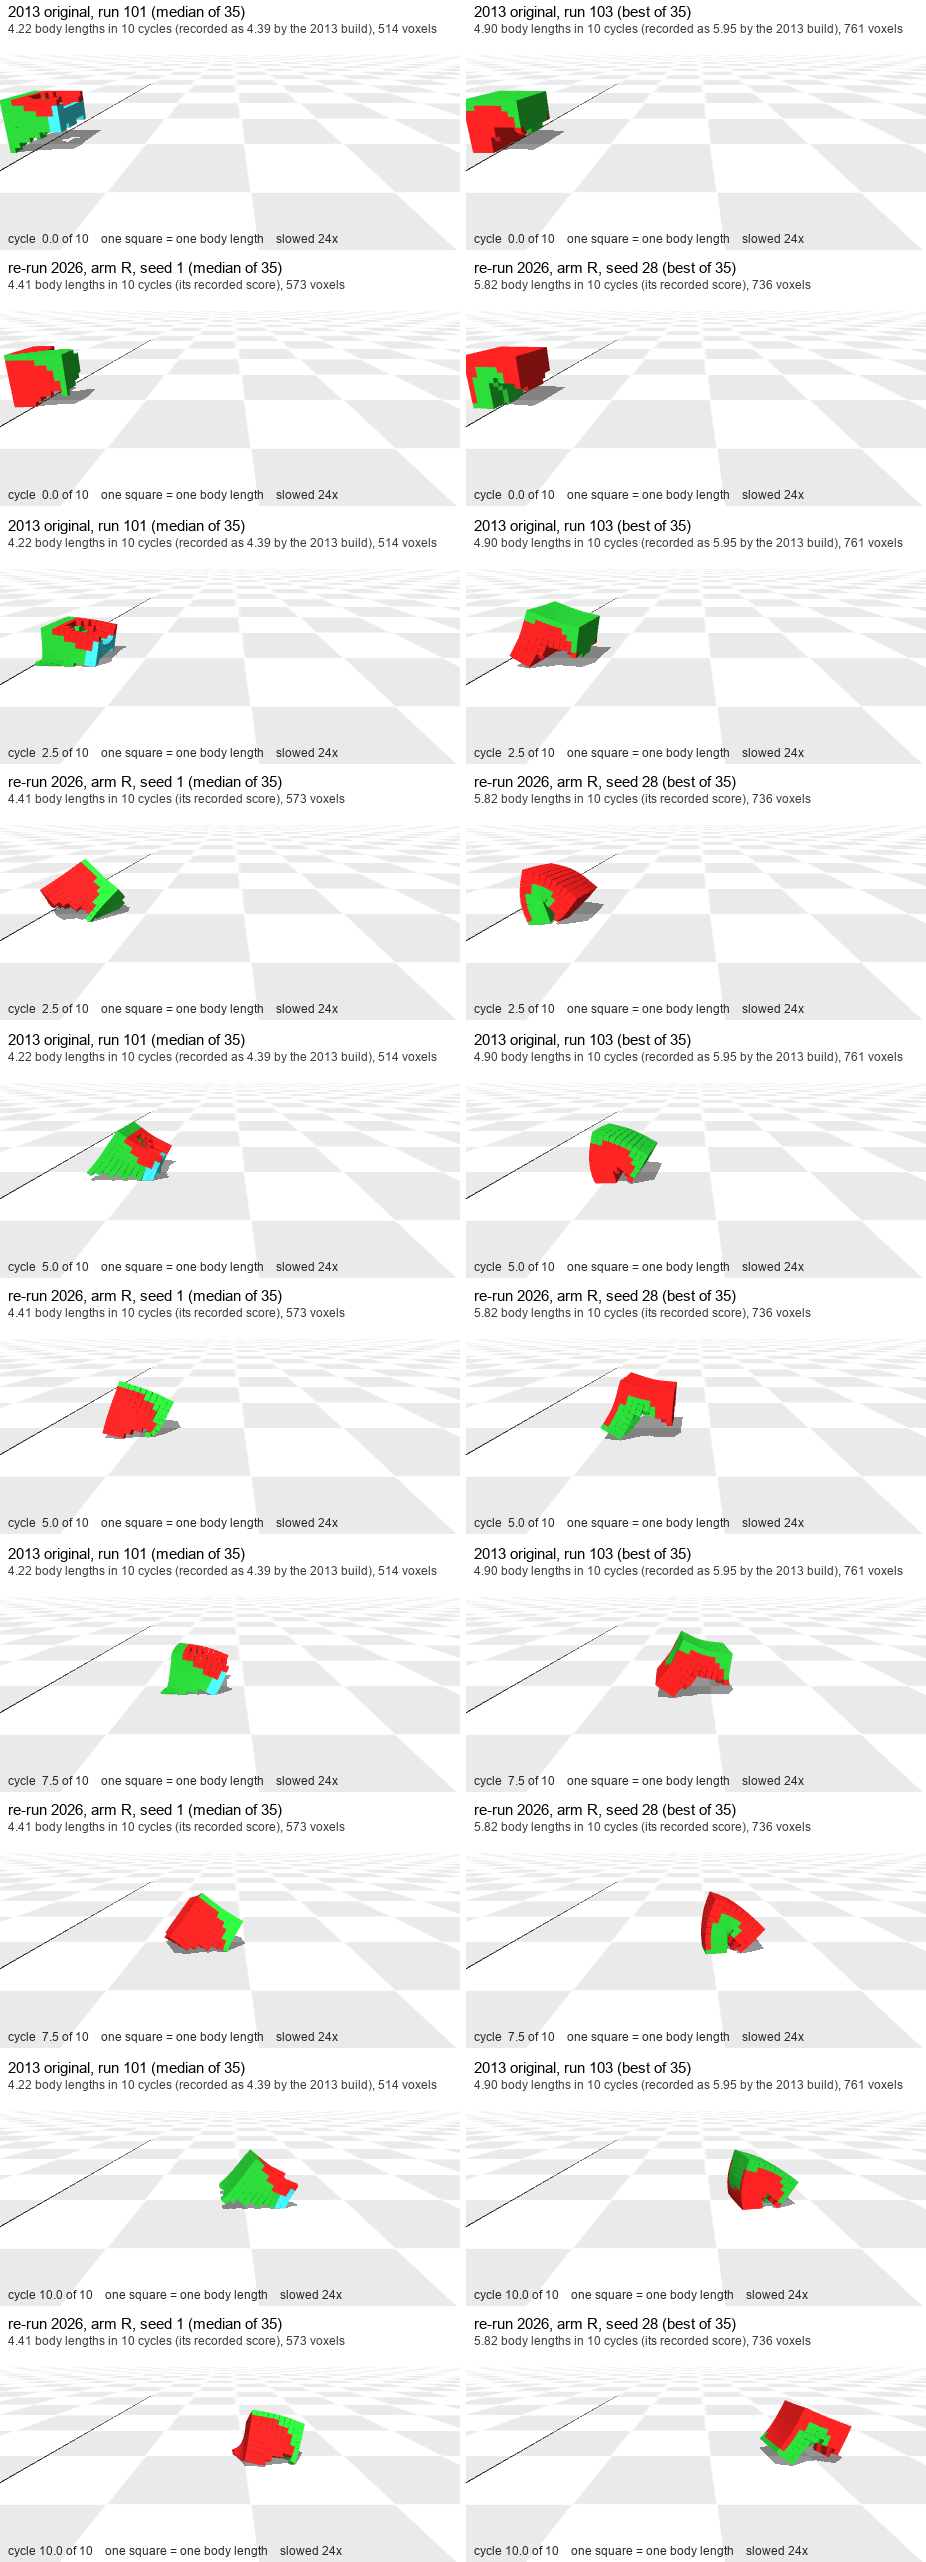 2013 original, run 101 (median of 35)
4.22 body lengths in 10 cycles (recorded as 4.39 by the 2013 build), 514 voxels
2013 original, run 103 (best of 35)
4.90 body lengths in 10 cycles (recorded as 5.95 by the 2013 build), 761 voxels
cycle 0.0 of 10 one square = one body length slowed 24x
cycle 0.0 of 10 one square = one body length slowed 24x
re-run 2026, arm R, seed 1 (median of 35)
4.41 body lengths in 10 cycles (its recorded score), 573 voxels
re-run 2026, arm R, seed 28 (best of 35)
5.82 body lengths in 10 cycles (its recorded score), 736 voxels
cycle 0.0 of 10 one square = one body length slowed 24x
cycle 0.0 of 10 one square = one body length slowed 24x
2013 original, run 101 (median of 35)
4.22 body lengths in 10 cycles (recorded as 4.39 by the 2013 build), 514 voxels
2013 original, run 103 (best of 35)
4.90 body lengths in 10 cycles (recorded as 5.95 by the 2013 build), 761 voxels
cycle 2.5 of 10 one square = one body length slowed 24x
cycle 2.5 of 10 one square = one body length slowed 24x
re-run 2026, arm R, seed 1 (median of 35)
4.41 body lengths in 10 cycles (its recorded score), 573 voxels
re-run 2026, arm R, seed 28 (best of 35)
5.82 body lengths in 10 cycles (its recorded score), 736 voxels
cycle 2.5 of 10 one square = one body length slowed 24x
cycle 2.5 of 10 one square = one body length slowed 24x
2013 original, run 101 (median of 35)
4.22 body lengths in 10 cycles (recorded as 4.39 by the 2013 build), 514 voxels
2013 original, run 103 (best of 35)
4.90 body lengths in 10 cycles (recorded as 5.95 by the 2013 build), 761 voxels
cycle 5.0 of 10 one square = one body length slowed 24x
cycle 5.0 of 10 one square = one body length slowed 24x
re-run 2026, arm R, seed 1 (median of 35)
4.41 body lengths in 10 cycles (its recorded score), 573 voxels
re-run 2026, arm R, seed 28 (best of 35)
5.82 body lengths in 10 cycles (its recorded score), 736 voxels
cycle 5.0 of 10 one square = one body length slowed 24x
cycle 5.0 of 10 one square = one body length slowed 24x
2013 original, run 101 (median of 35)
4.22 body lengths in 10 cycles (recorded as 4.39 by the 2013 build), 514 voxels
2013 original, run 103 (best of 35)
4.90 body lengths in 10 cycles (recorded as 5.95 by the 2013 build), 761 voxels
cycle 7.5 of 10 one square = one body length slowed 24x
cycle 7.5 of 10 one square = one body length slowed 24x
re-run 2026, arm R, seed 1 (median of 35)
4.41 body lengths in 10 cycles (its recorded score), 573 voxels
re-run 2026, arm R, seed 28 (best of 35)
5.82 body lengths in 10 cycles (its recorded score), 736 voxels
cycle 7.5 of 10 one square = one body length slowed 24x
cycle 7.5 of 10 one square = one body length slowed 24x
2013 original, run 101 (median of 35)
4.22 body lengths in 10 cycles (recorded as 4.39 by the 2013 build), 514 voxels
2013 original, run 103 (best of 35)
4.90 body lengths in 10 cycles (recorded as 5.95 by the 2013 build), 761 voxels
cycle 10.0 of 10 one square = one body length slowed 24x
cycle 10.0 of 10 one square = one body length slowed 24x
re-run 2026, arm R, seed 1 (median of 35)
4.41 body lengths in 10 cycles (its recorded score), 573 voxels
re-run 2026, arm R, seed 28 (best of 35)
5.82 body lengths in 10 cycles (its recorded score), 736 voxels
cycle 10.0 of 10 one square = one body length slowed 24x
cycle 10.0 of 10 one square = one body length slowed 24x